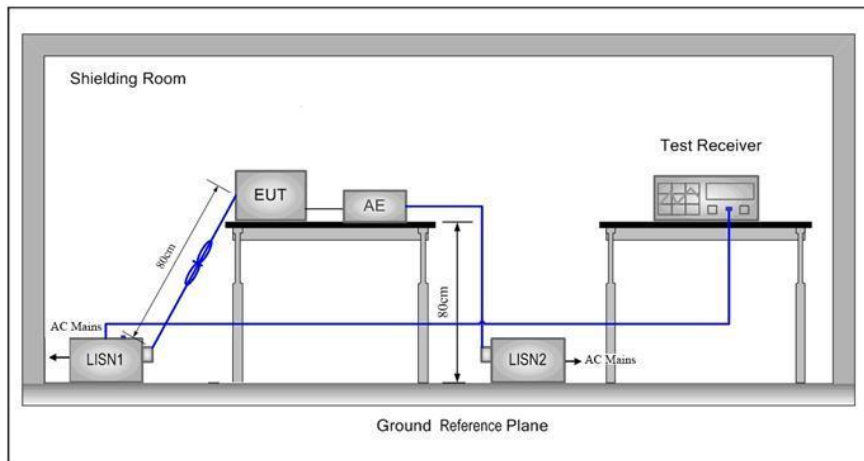 Shielding Room
Test Receiver
EUT
AE
80cm
80cm
AC Mains
LISN1
LISN2
AC Mains
Ground Reference Plane